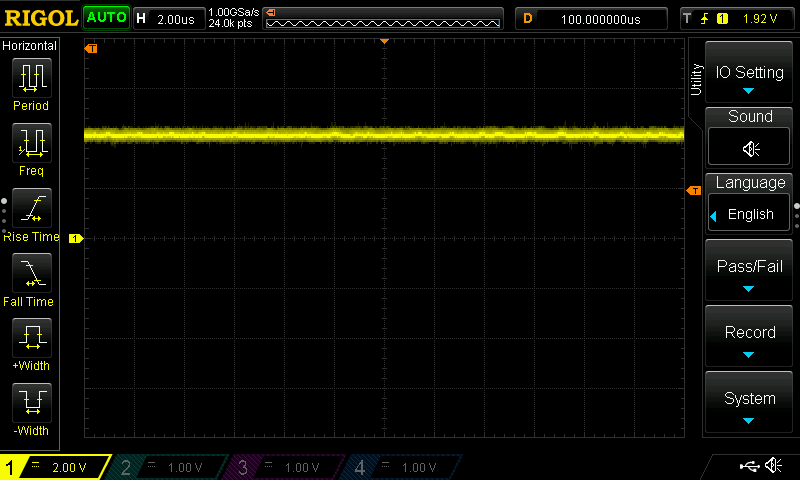 RIGOL AUTO H 2.00us 1.00GSa/s D 100.000000us T 1 1.92 V
24.0k pts
Horizontal
Period
Freq
Rise Time
Fall Time
+Width
-Width
T
T
1
Utility
IO Setting
Sound
Language
English
Pass/Fail
Record
System
1 = 2.00 V 2 = 1.00 V 3 = 1.00 V 4 = 1.00 V